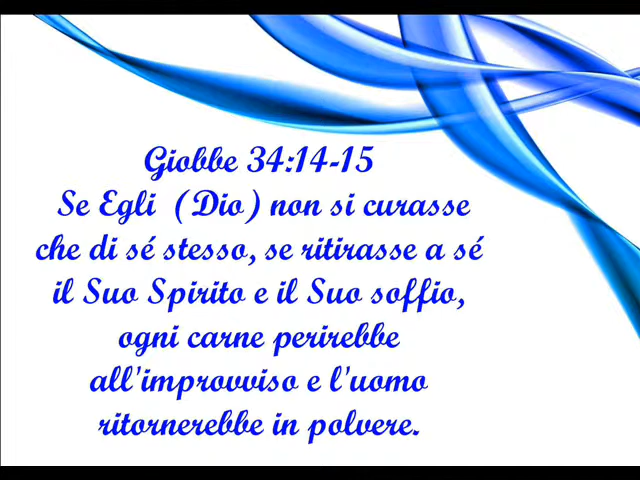 Giobbe 34:14-15
Se Egli (Dio) non si curasse
che di sé stesso, se ritirasse a sé
il Suo Spirito e il Suo soffio,
ogni carne perirebbe
all'improvviso e l'uomo
ritornerebbe in polvere.